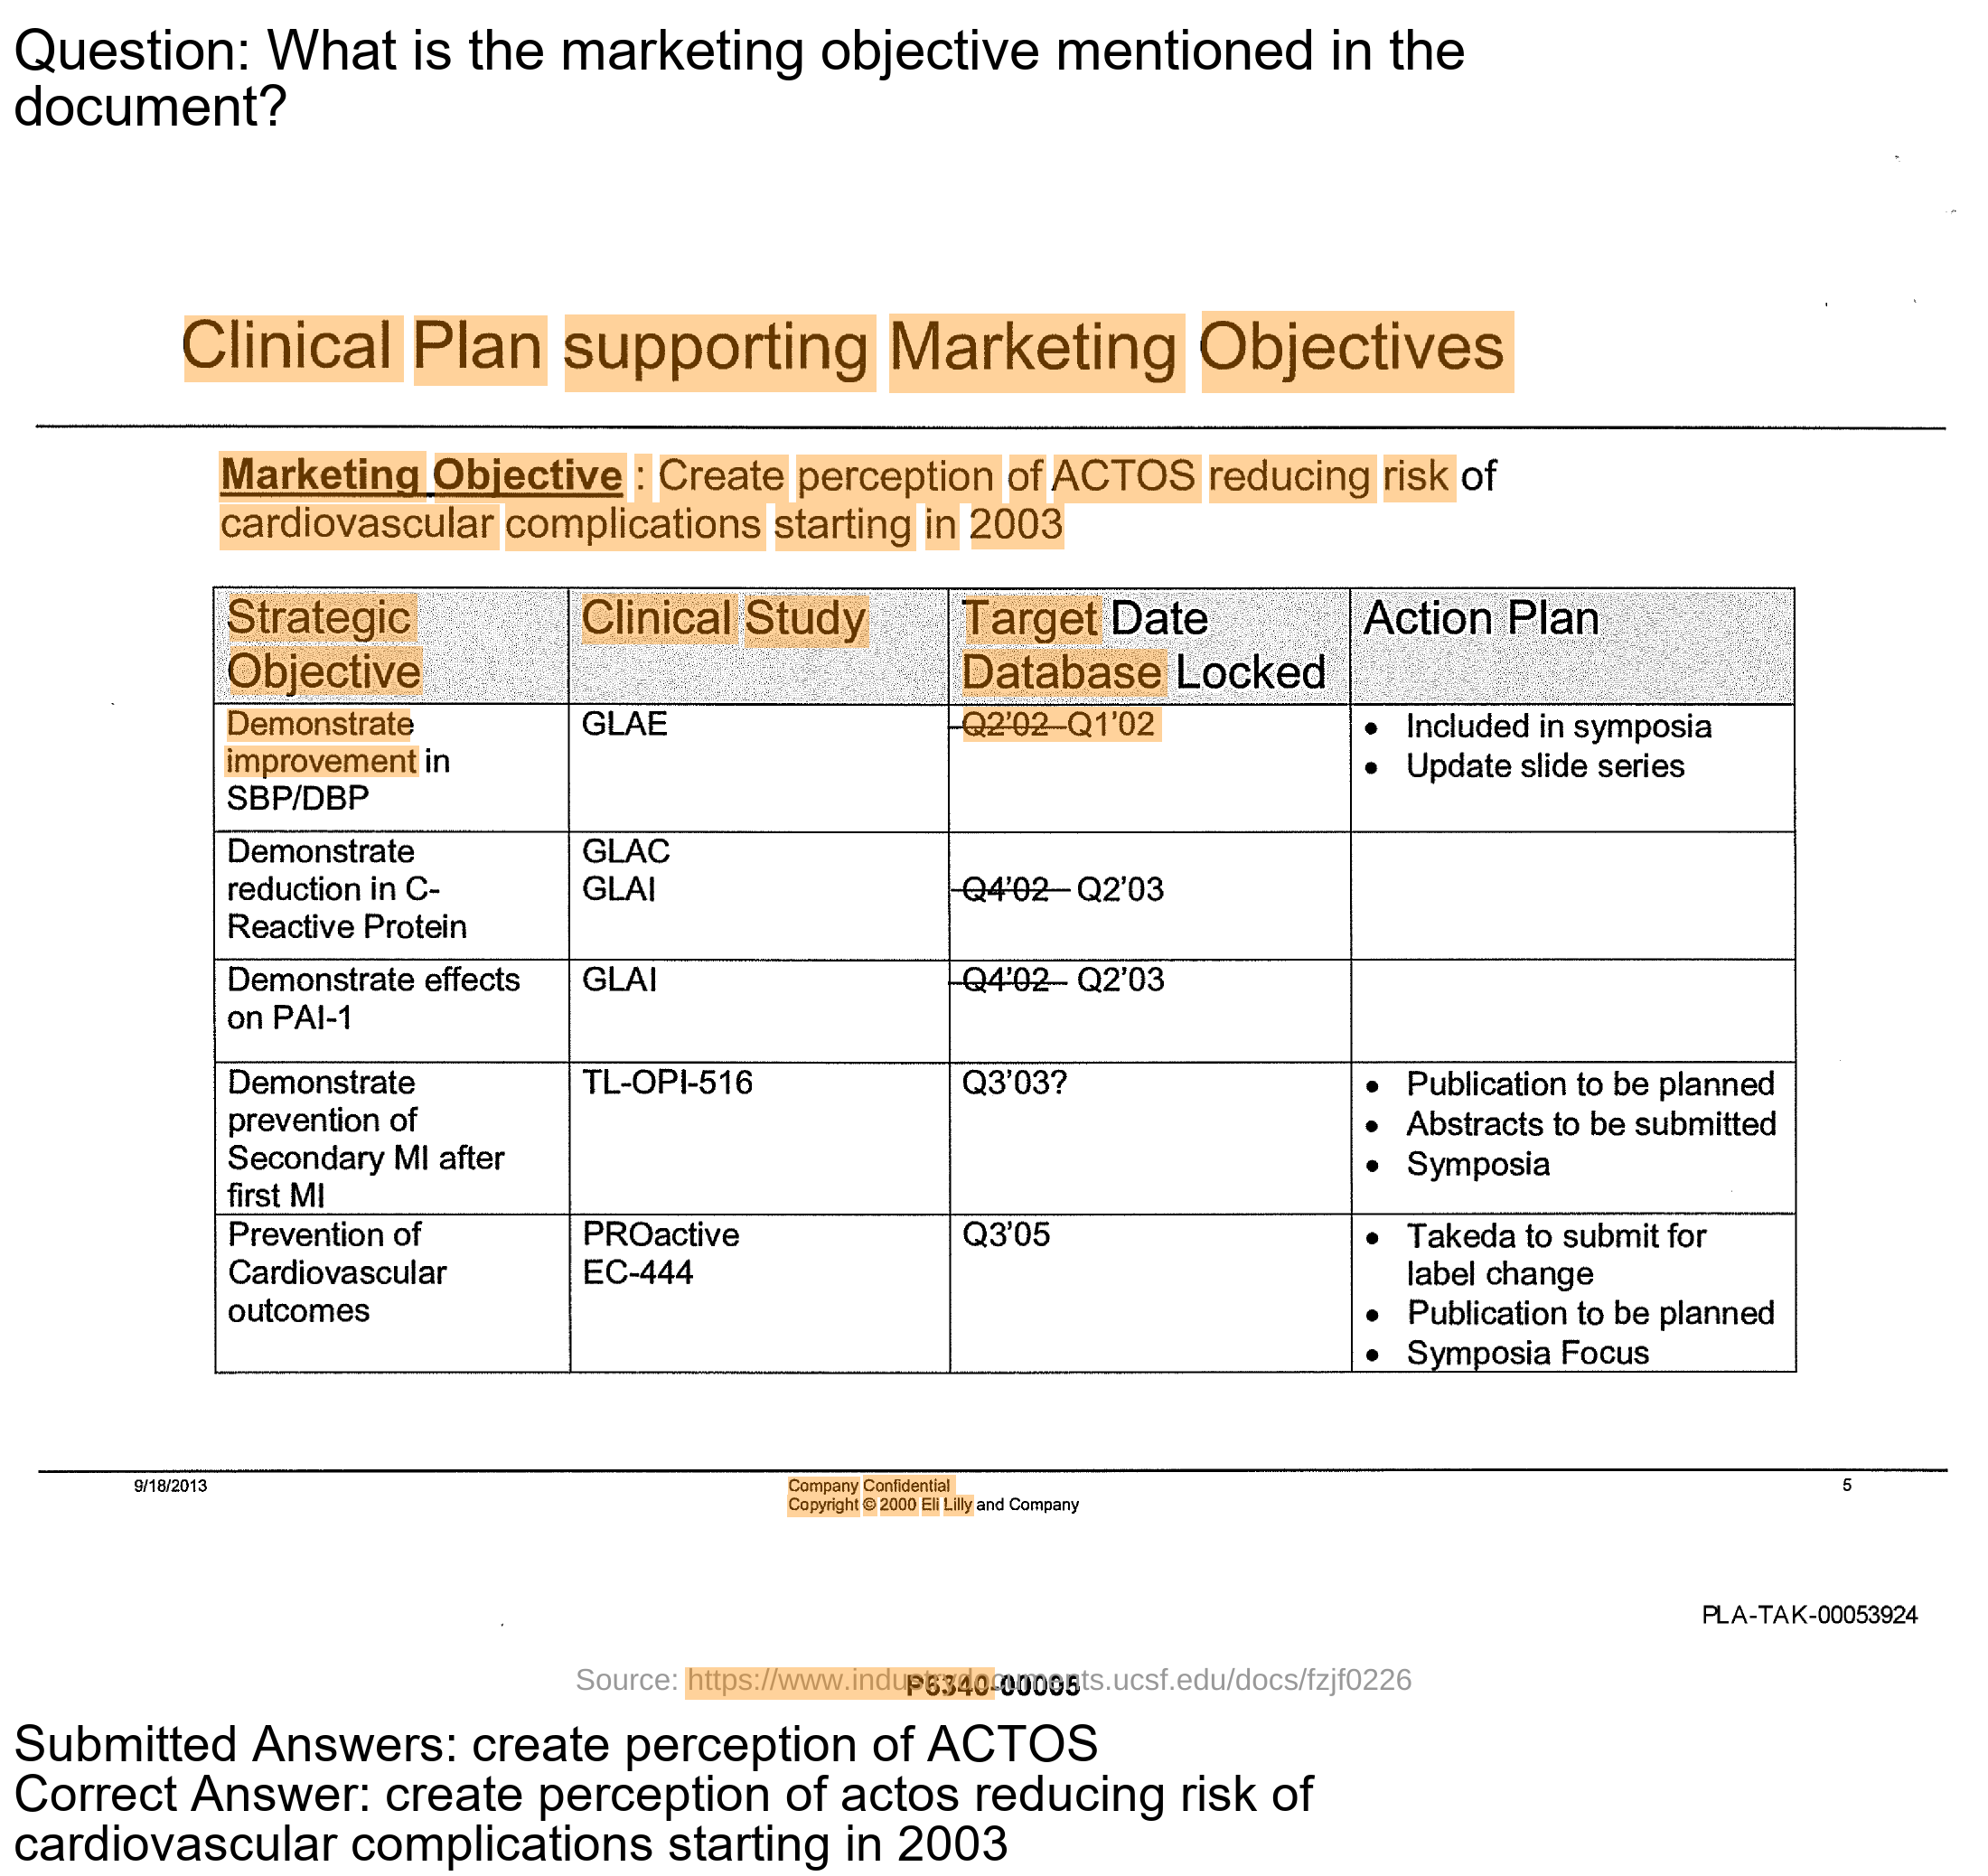 Question: What is the marketing objective mentioned in the
document?
Clinical Plan supporting Marketing Objectives
Marketing Objective : Create perception of ACTOS reducing risk of
cardiovascular complications starting in 2003
Strategic
Objective
Clinical Study
Target Date
Database Locked
Action Plan
Demonstrate
improvement in
SBP/DBP
GLAE
Q2'02 Q1'02
• Included in symposia
• Update slide series
Demonstrate
reduction in C-
Reactive Protein
GLAC
GLAI
Q4'02 Q2'03
Demonstrate effects
on PAI-1
GLAI
Q4'02 Q2'03
Demonstrate
prevention of
Secondary MI after
first MI
TL-OPI-516
Q3'03?
• Publication to be planned
• Abstracts to be submitted
• Symposia
Prevention of
Cardiovascular
outcomes
PROactive
EC-444
Q3'05
• Takeda to submit for
label change
• Publication to be planned
• Symposia Focus
9/18/2013
Company Confidential
Copyright © 2000 Eli Lilly and Company
5
PLA-TAK-00053924
Source: https://www.industrydocuments.ucsf.edu/docs/fzjf0226
P6340-00005
Submitted Answers: create perception of ACTOS
Correct Answer: create perception of actos reducing risk of
cardiovascular complications starting in 2003